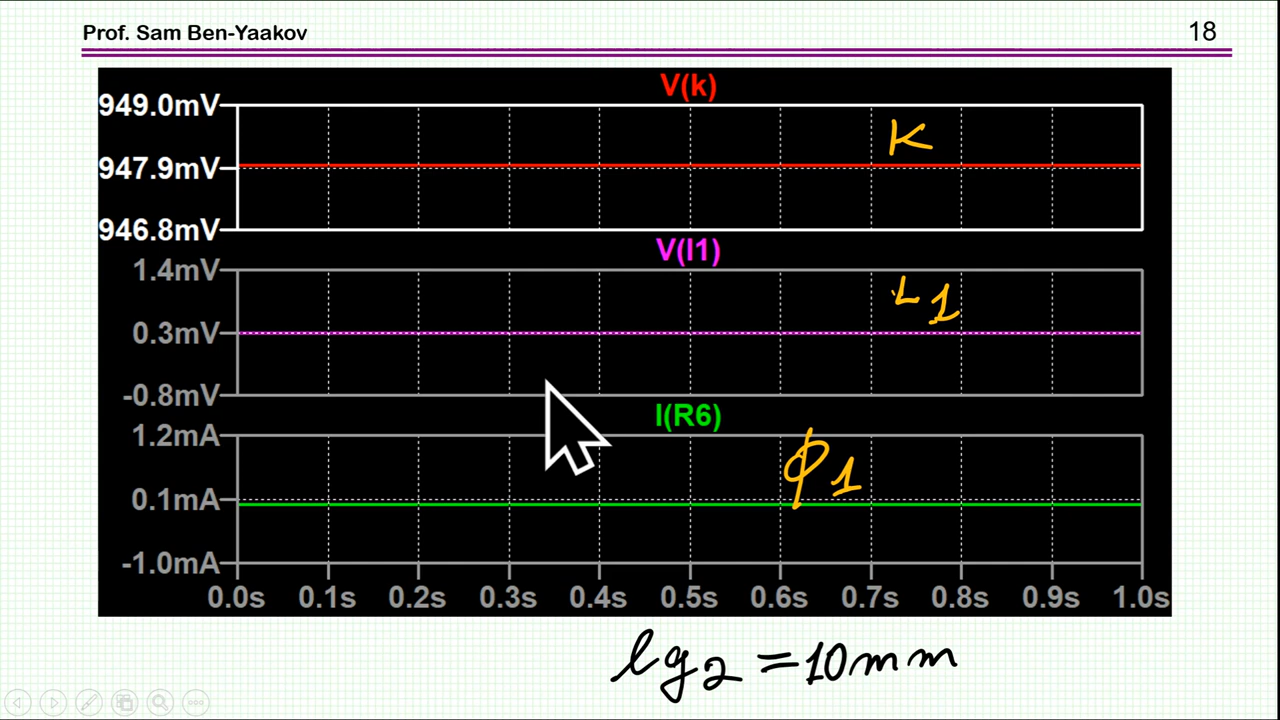 Prof. Sam Ben-Yaakov 18
V(k)
949.0mV
K
947.9mV
946.8mV
V(l1)
1.4mV
L1
0.3mV
-0.8mV
I(R6)
1.2mA
ϕ1
0.1mA
-1.0mA
0.0s 0.1s 0.2s 0.3s 0.4s 0.5s 0.6s 0.7s 0.8s 0.9s 1.0s
lg2 = 10mm